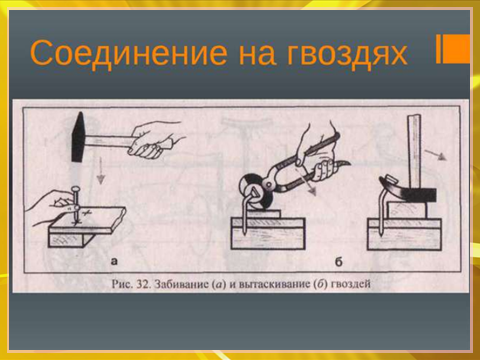 Соединение на гвоздях
а
б
Рис. 32. Забивание (а) и вытаскивание (б) гвоздей